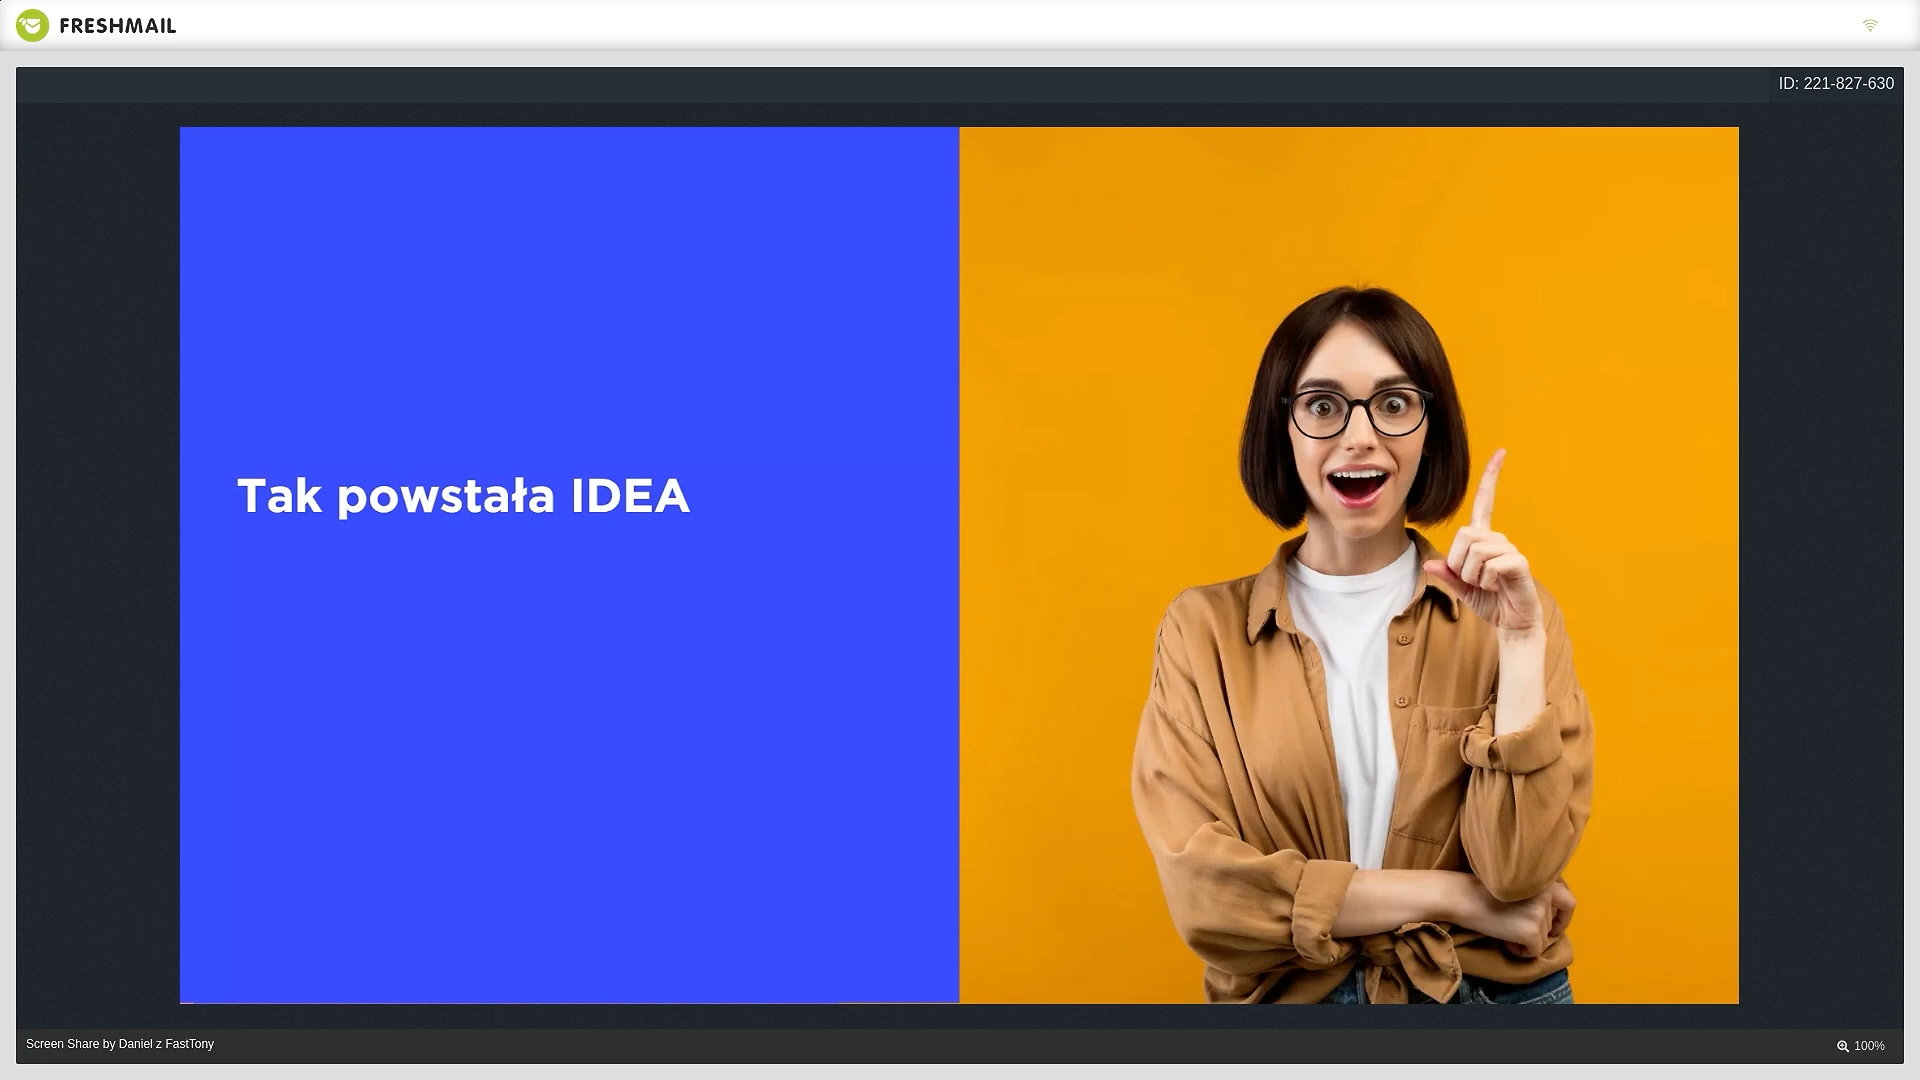 FRESHMAIL
ID: 221-827-630
Tak powstała IDEA
Screen Share by Daniel z FastTony
100%